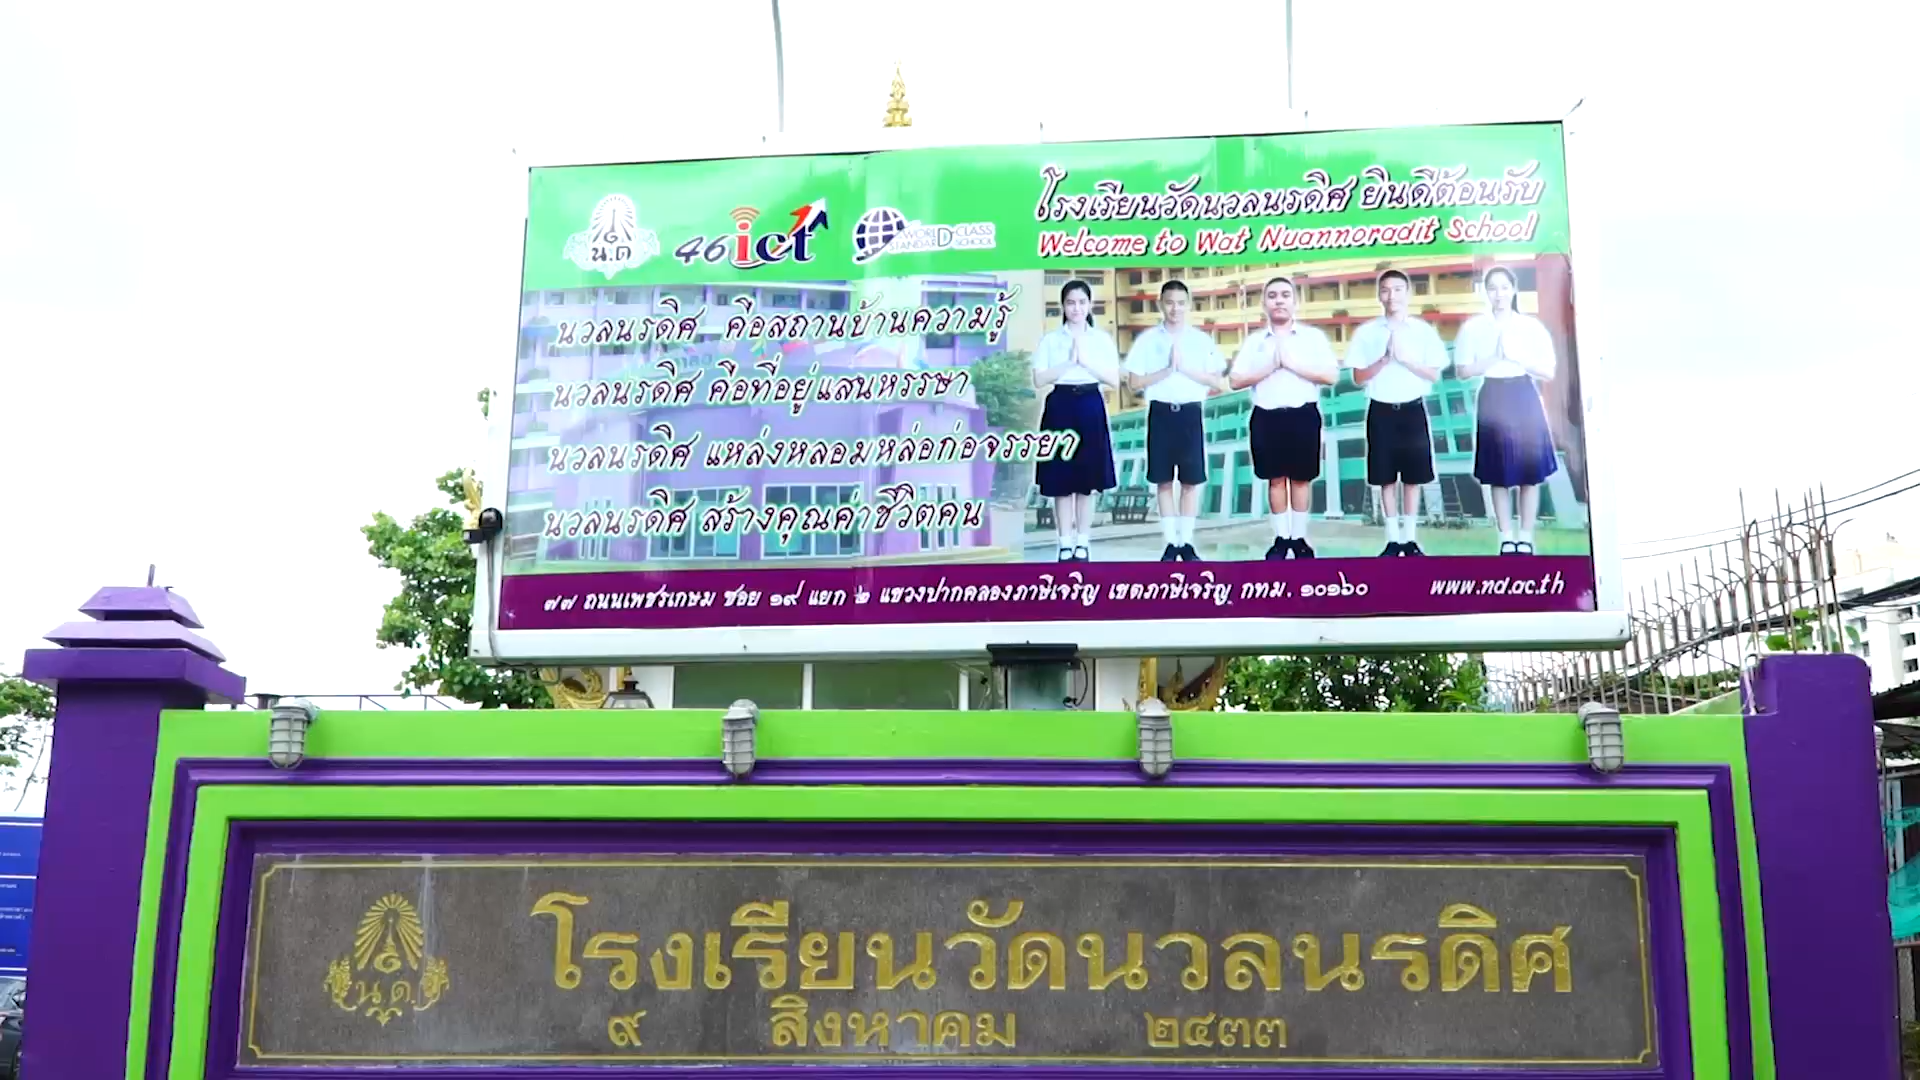 น.ด
46 ict
WORLD CLASS
STANDARD SCHOOL
โรงเรียนวัดนวลนรดิศ ยินดีต้อนรับ
Welcome to Wat Nuannoradit School
นวลนรดิศ คือสถานบ้านความรู้
นวลนรดิศ คือที่อยู่แสนหรรษา
นวลนรดิศ แหล่งหลอมหล่อก่อจรรยา
นวลนรดิศ สร้างคุณค่าชีวิตคน
๗๗ ถนนเพชรเกษม ซอย ๑๙ แยก ๒ แขวงปากคลองภาษีเจริญ เขตภาษีเจริญ กทม. ๑๐๑๖๐ www.nd.ac.th
น.ด.
โรงเรียนวัดนวลนรดิศ
๙ สิงหาคม ๒๔๓๓